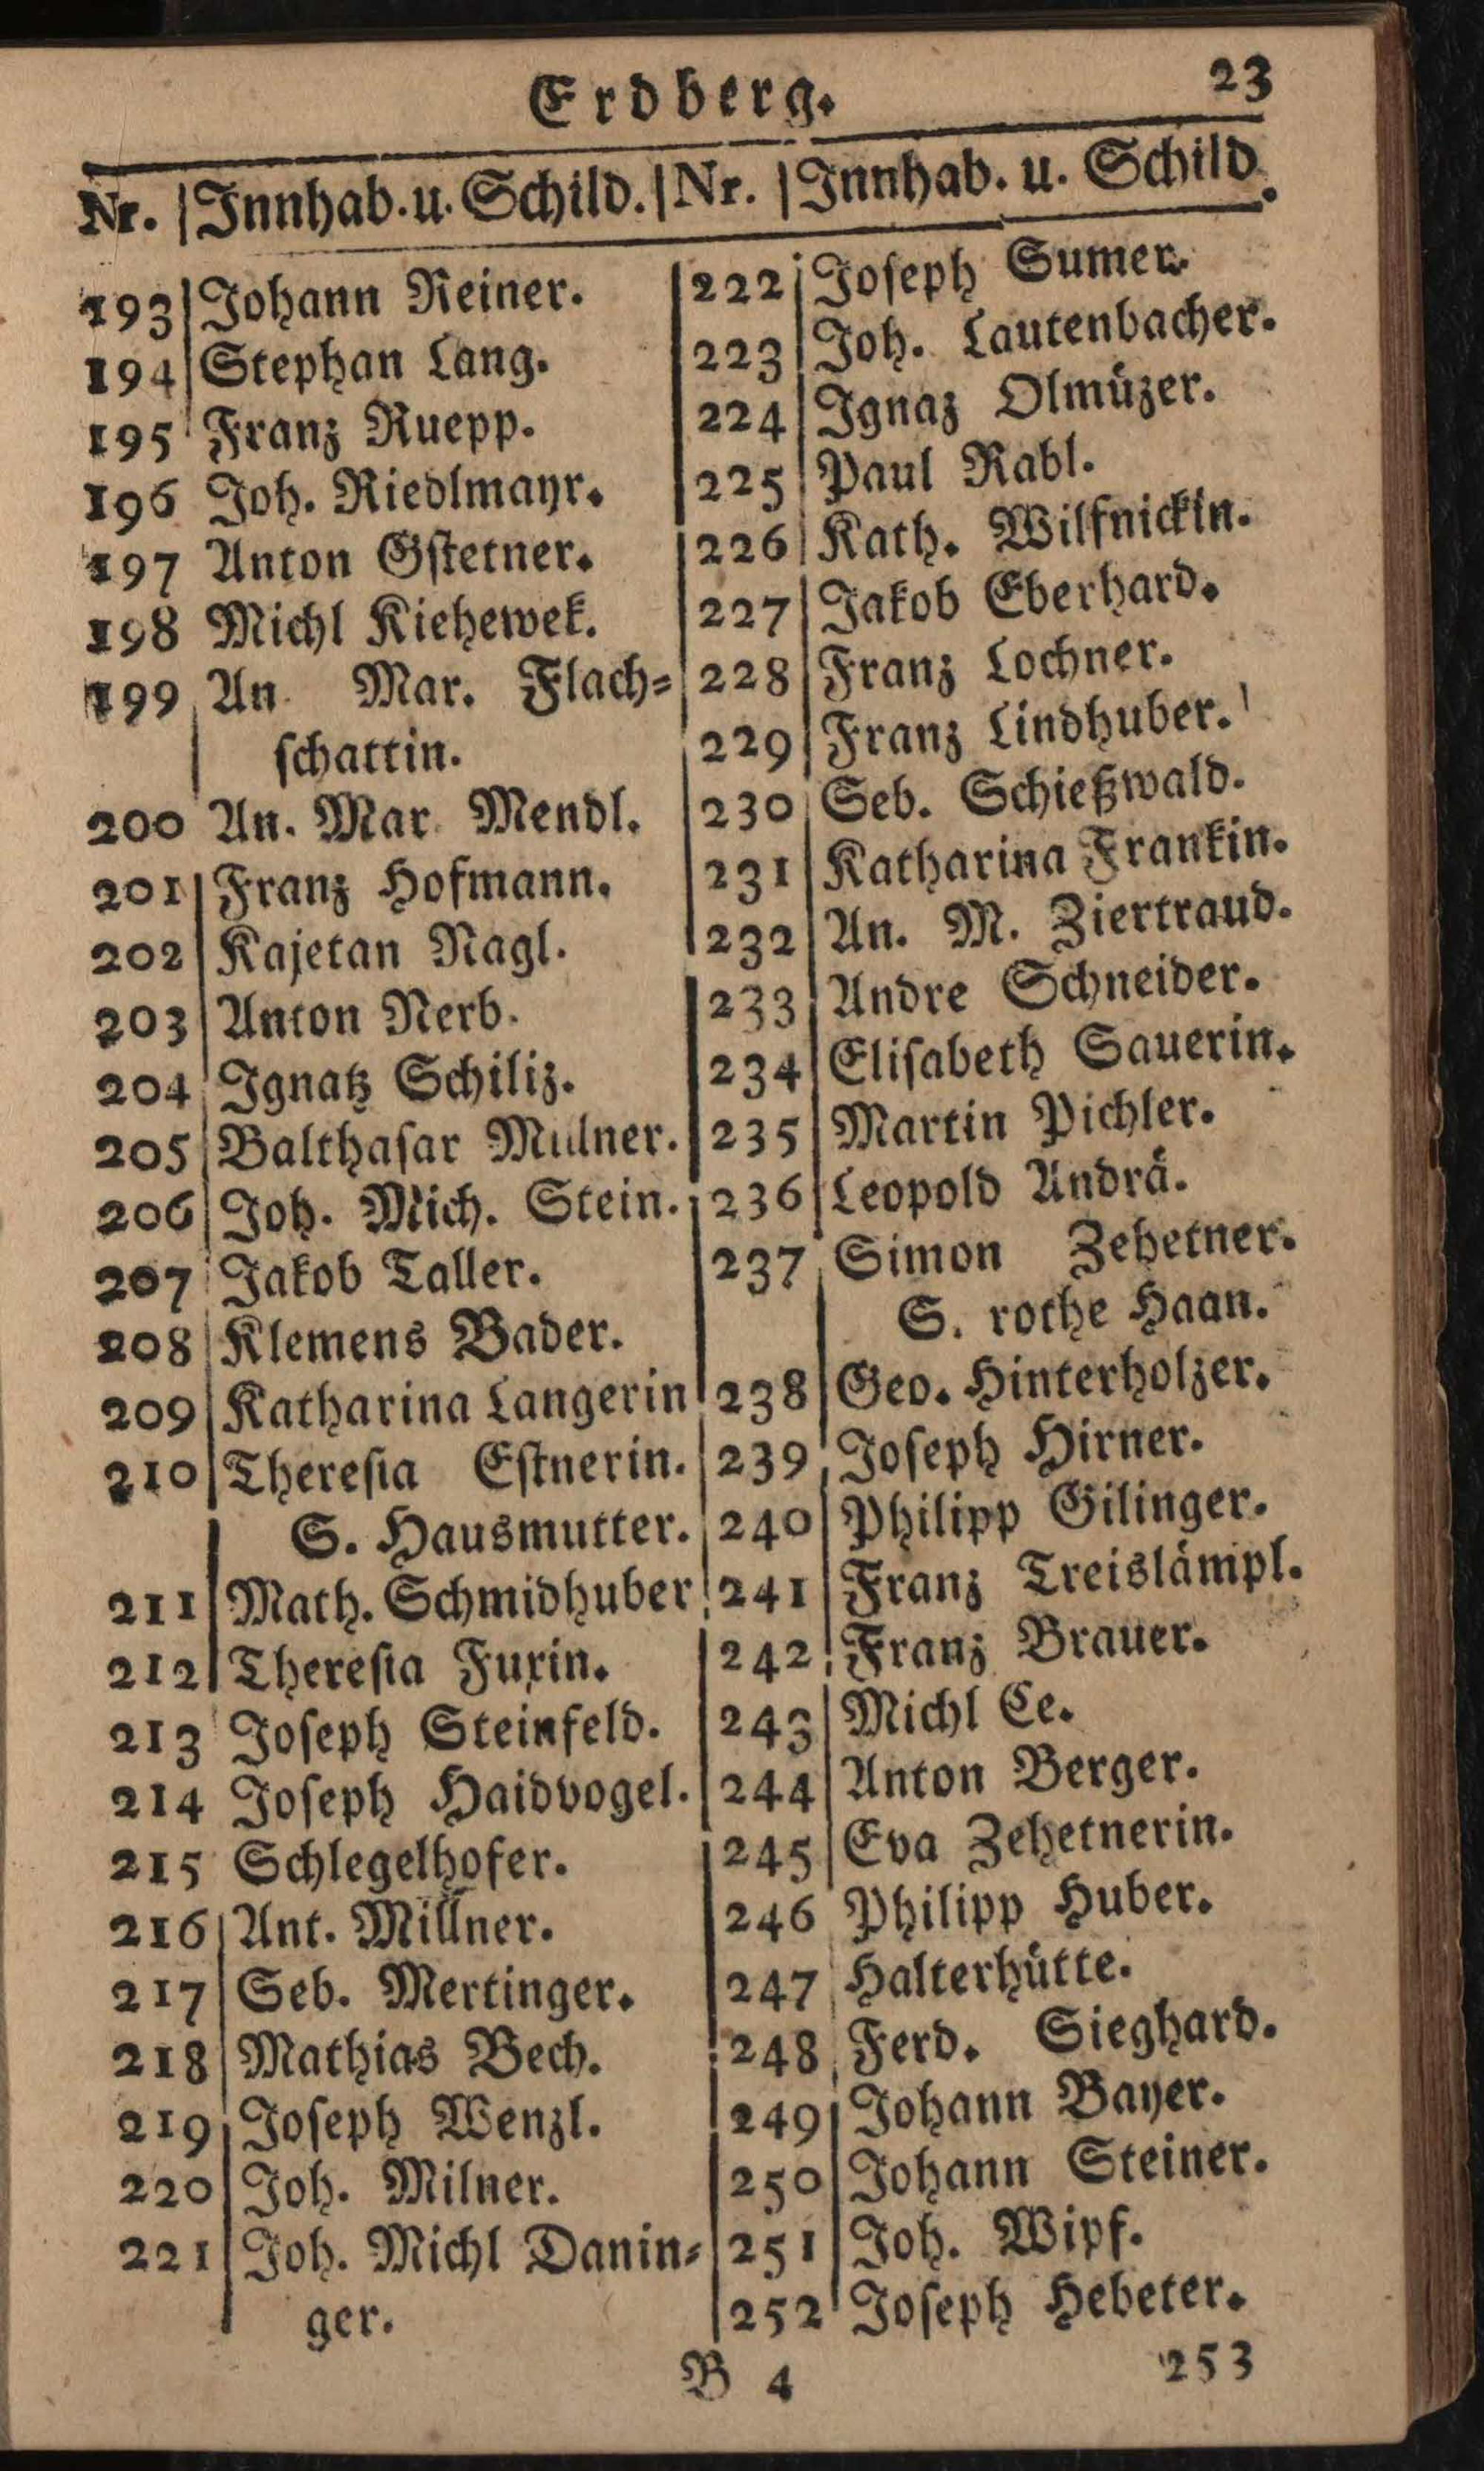 Erdberg. 23
Nr. | Innhab. u. Schild. | Nr. | Innhab. u. Schild.
193 Johann Reiner.
194 Stephan Lang.
195 Franz Ruepp.
196 Joh. Riedlmayr.
197 Anton Gstetner.
198 Michl Kiehewek.
199 An. Mar. Flach=
schattin.
200 An. Mar. Mendl.
201 Franz Hofmann.
202 Kajetan Nagl.
203 Anton Nerb.
204 Ignatz Schiliz.
205 Balthasar Mulner.
206 Joh. Mich. Stein.
207 Jakob Taller.
208 Klemens Bader.
209 Katharina Langerin
210 Theresia Estnerin.
S. Hausmutter.
211 Math. Schmidhuber
212 Theresia Fuxin.
213 Joseph Steinfeld.
214 Joseph Haidvogel.
215 Schlegelhofer.
216 Ant. Millner.
217 Seb. Mertinger.
218 Mathias Bech.
219 Joseph Wenzl.
220 Joh. Milner.
221 Joh. Michl Danin=
ger.
222 Joseph Sumer.
223 Joh. Lautenbacher.
224 Ignaz Olmüzer.
225 Paul Rabl.
226 Kath. Wilfnickin.
227 Jakob Eberhard.
228 Franz Lochner.
229 Franz Lindhuber.
230 Seb. Schießwald.
231 Katharina Frankin.
232 An. M. Ziertraud.
233 Andre Schneider.
234 Elisabeth Sauerin.
235 Martin Pichler.
236 Leopold Andrä.
237 Simon Zehetner.
S. rothe Haan.
238 Geo. Hinterholzer.
239 Joseph Hirner.
240 Philipp Gilinger.
241 Franz Treislämpl.
242 Franz Brauer.
243 Michl Ce.
244 Anton Berger.
245 Eva Zehetnerin.
246 Philipp Huber.
247 Halterhütte.
248 Ferd. Sieghard.
249 Johann Bayer.
250 Johann Steiner.
251 Joh. Wipf.
252 Joseph Hebeter.
B 4 253